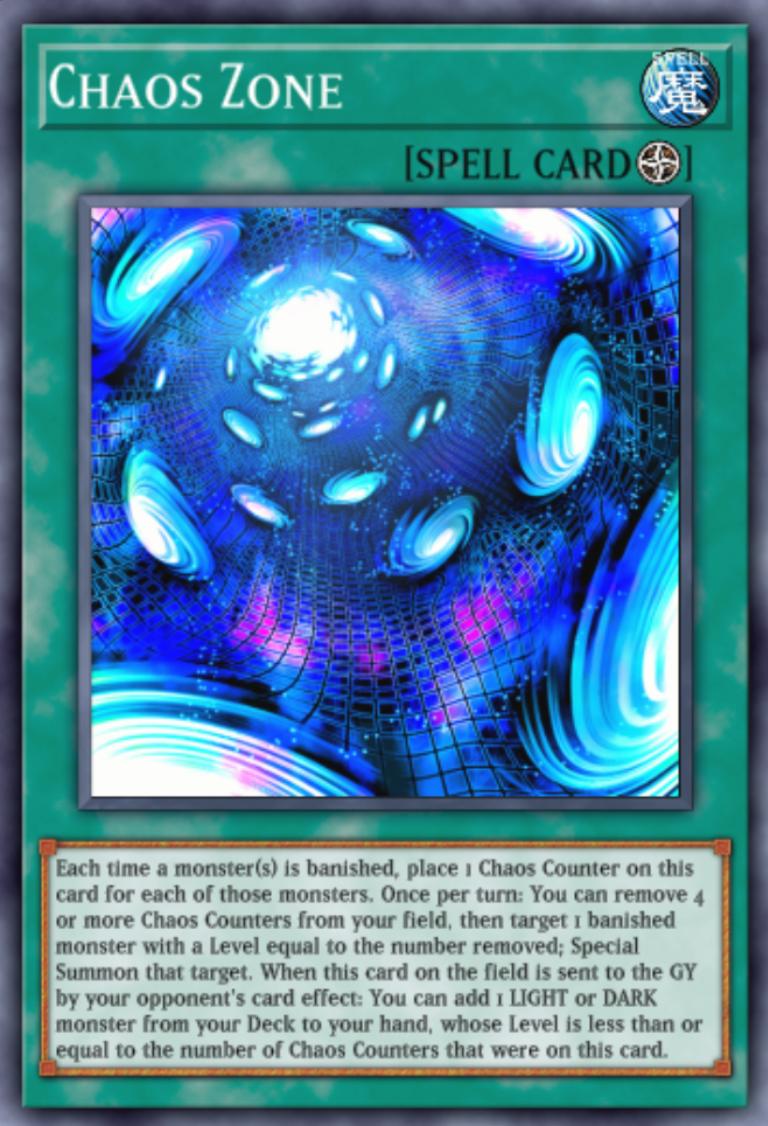 CHAOS ZONE
SPELL
魔
[SPELL CARD]
Each time a monster(s) is banished, place 1 Chaos Counter on this
card for each of those monsters. Once per turn: You can remove 4
or more Chaos Counters from your field, then target 1 banished
monster with a Level equal to the number removed; Special
Summon that target. When this card on the field is sent to the GY
by your opponent's card effect: You can add 1 LIGHT or DARK
monster from your Deck to your hand, whose Level is less than or
equal to the number of Chaos Counters that were on this card.